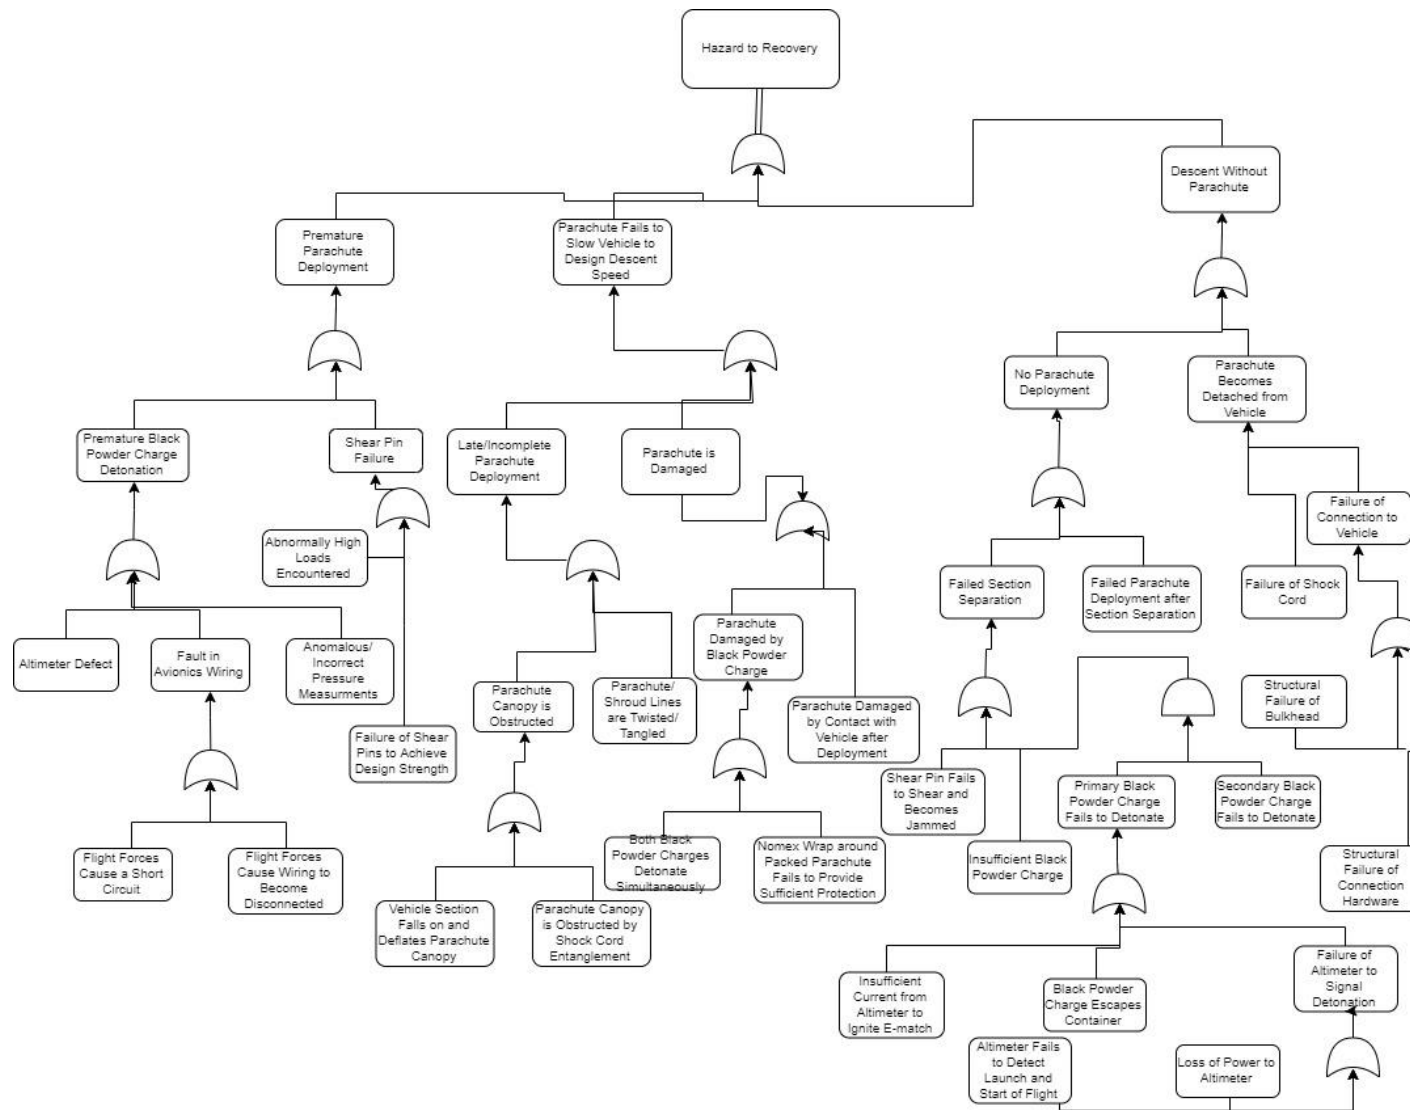 Hazard to Recovery
Descent Without
Parachute
Premature
Parachute
Deployment
Parachute Fails to
Slow Vehicle to
Design Descent
Speed
No Parachute
Deployment
Parachute
Becomes
Detached from
Vehicle
Premature Black
Powder Charge
Detonation
Shear Pin
Failure
Late/Incomplete
Parachute
Deployment
Parachute is
Damaged
Abnormally High
Loads
Encountered
Failure of
Connection to
Vehicle
Failed Section
Separation
Failed Parachute
Deployment after
Section Separation
Failure of Shock
Cord
Altimeter Defect
Fault in
Avionics Wiring
Anomalous/
Incorrect
Pressure
Measurments
Parachute
Damaged by
Black Powder
Charge
Parachute
Canopy is
Obstructed
Parachute/
Shroud Lines
are Twisted/
Tangled
Parachute Damaged
by Contact with
Vehicle after
Deployment
Structural
Failure of
Bulkhead
Failure of Shear
Pins to Achieve
Design Strength
Shear Pin Fails
to Shear and
Becomes
Jammed
Primary Black
Powder Charge
Fails to Detonate
Secondary Black
Powder Charge
Fails to Detonate
Flight Forces
Cause a Short
Circuit
Flight Forces
Cause Wiring to
Become
Disconnected
Both Black
Powder Charges
Detonate
Simultaneously
Nomex Wrap around
Packed Parachute
Fails to Provide
Sufficient Protection
Insufficient Black
Powder Charge
Structural
Failure of
Connection
Hardware
Vehicle Section
Falls on and
Deflates Parachute
Canopy
Parachute Canopy
is Obstructed by
Shock Cord
Entanglement
Insufficient
Current from
Altimeter to
Ignite E-match
Black Powder
Charge Escapes
Container
Failure of
Altimeter to
Signal
Detonation
Altimeter Fails
to Detect
Launch and
Start of Flight
Loss of Power to
Altimeter